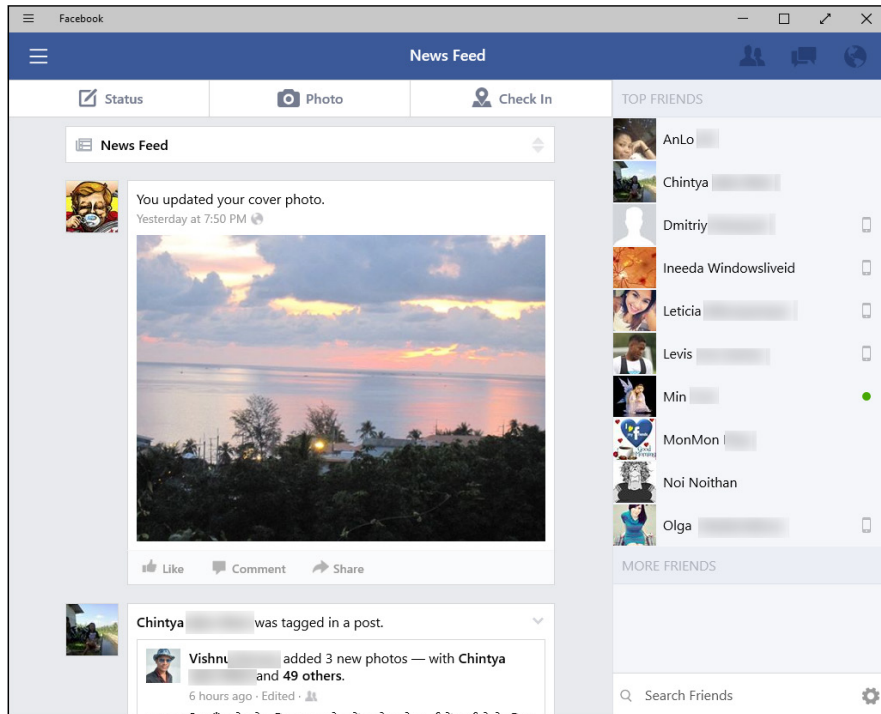 Facebook
News Feed
Status
Photo
Check In
News Feed
You updated your cover photo.
Yesterday at 7:50 PM
Like
Comment
Share
Chintya was tagged in a post.
Vishnu added 3 new photos — with Chintya
and 49 others.
6 hours ago · Edited ·
TOP FRIENDS
AnLo
Chintya
Dmitriy
Ineeda Windowsliveid
Leticia
Levis
Min
MonMon
Noi Noithan
Olga
MORE FRIENDS
Search Friends